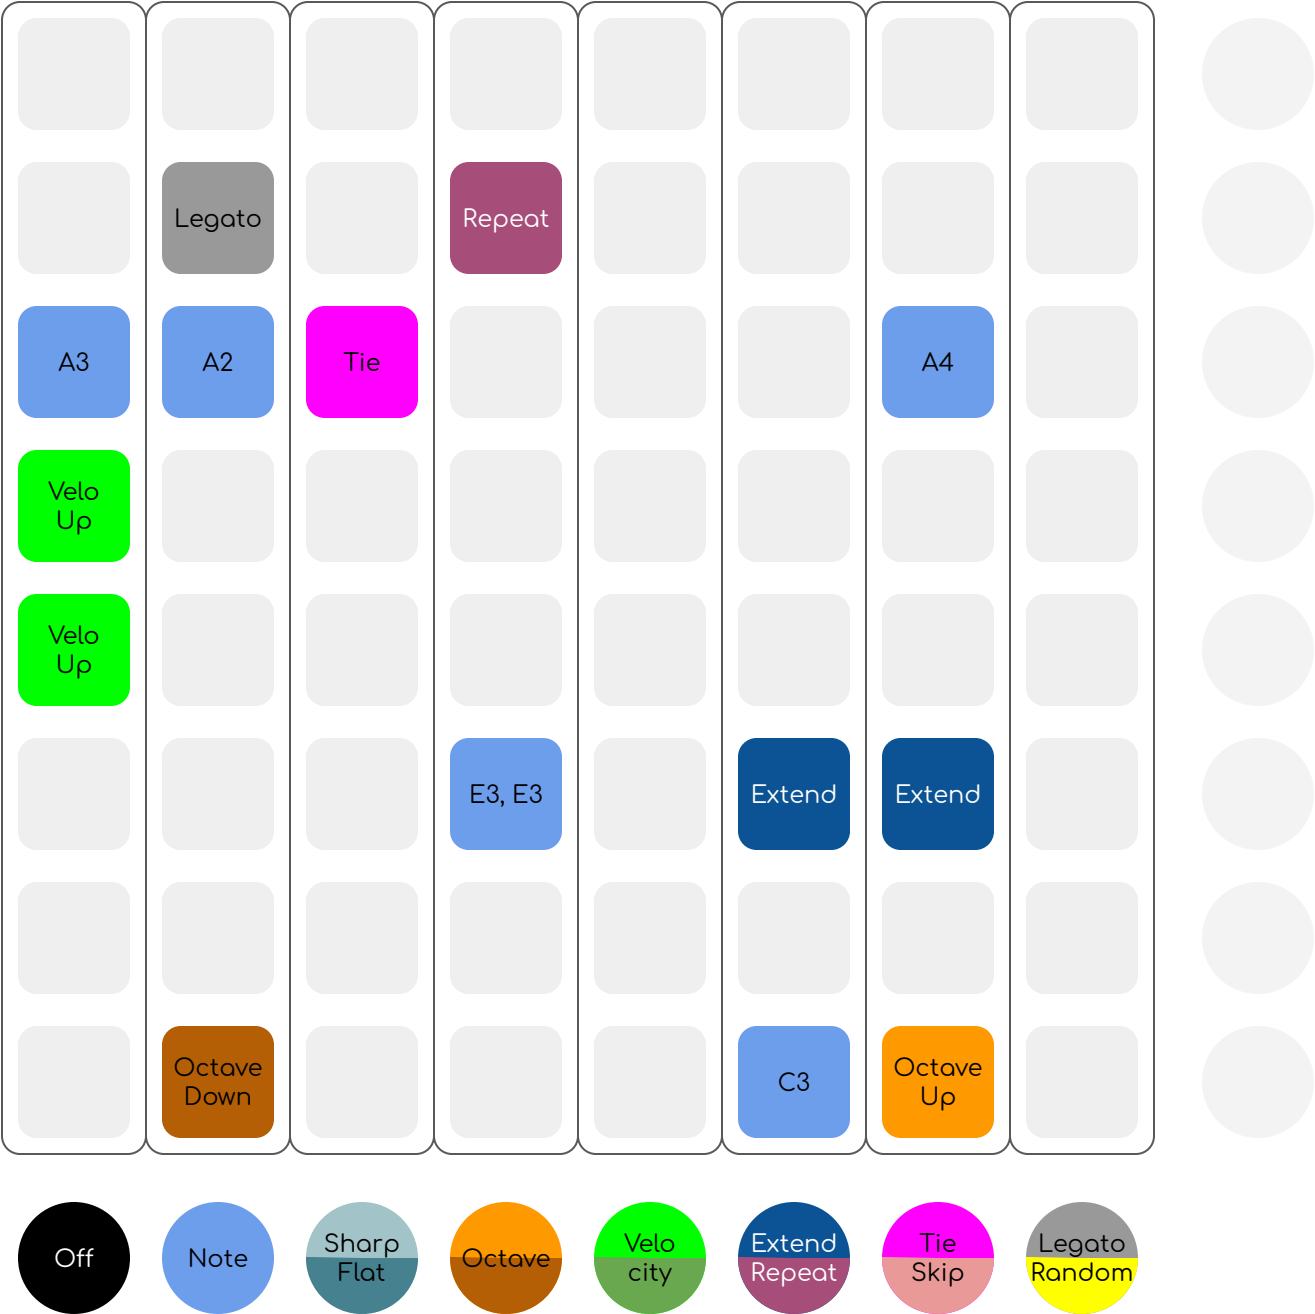 Legato
Repeat
A3
A2
Tie
A4
Velo
Up
Velo
Up
E3, E3
Extend
Extend
Octave
Down
C3
Octave
Up
Off
Note
Sharp
Flat
Octave
Velo
city
Extend
Repeat
Tie
Skip
Legato
Random